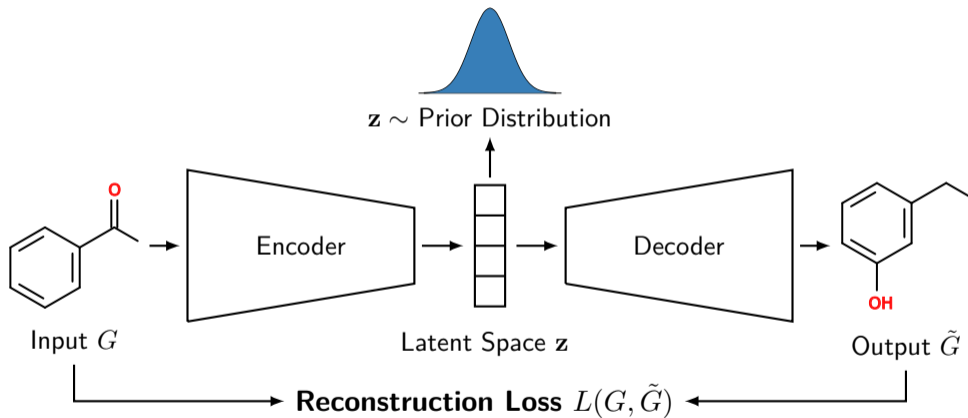 z ∼ Prior Distribution
O
Encoder
Decoder
OH
Input G
Latent Space z
Output G̃
Reconstruction Loss L(G, G̃)